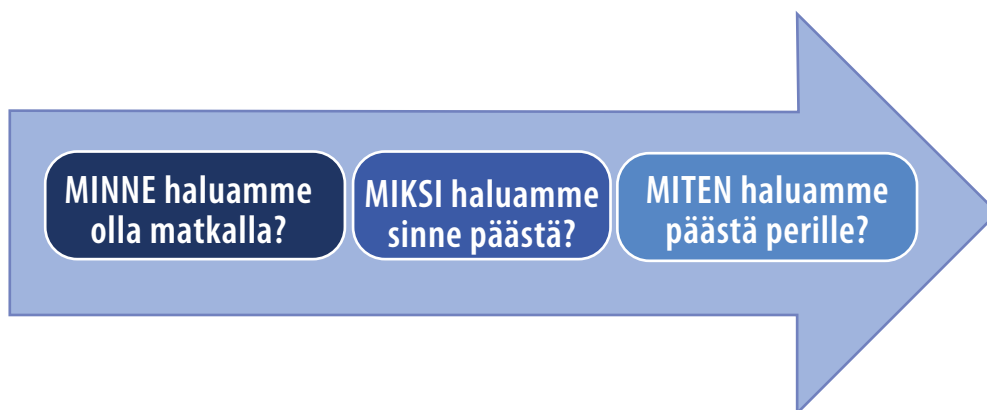 MINNE haluamme
olla matkalla?
MIKSI haluamme
sinne päästä?
MITEN haluamme
päästä perille?